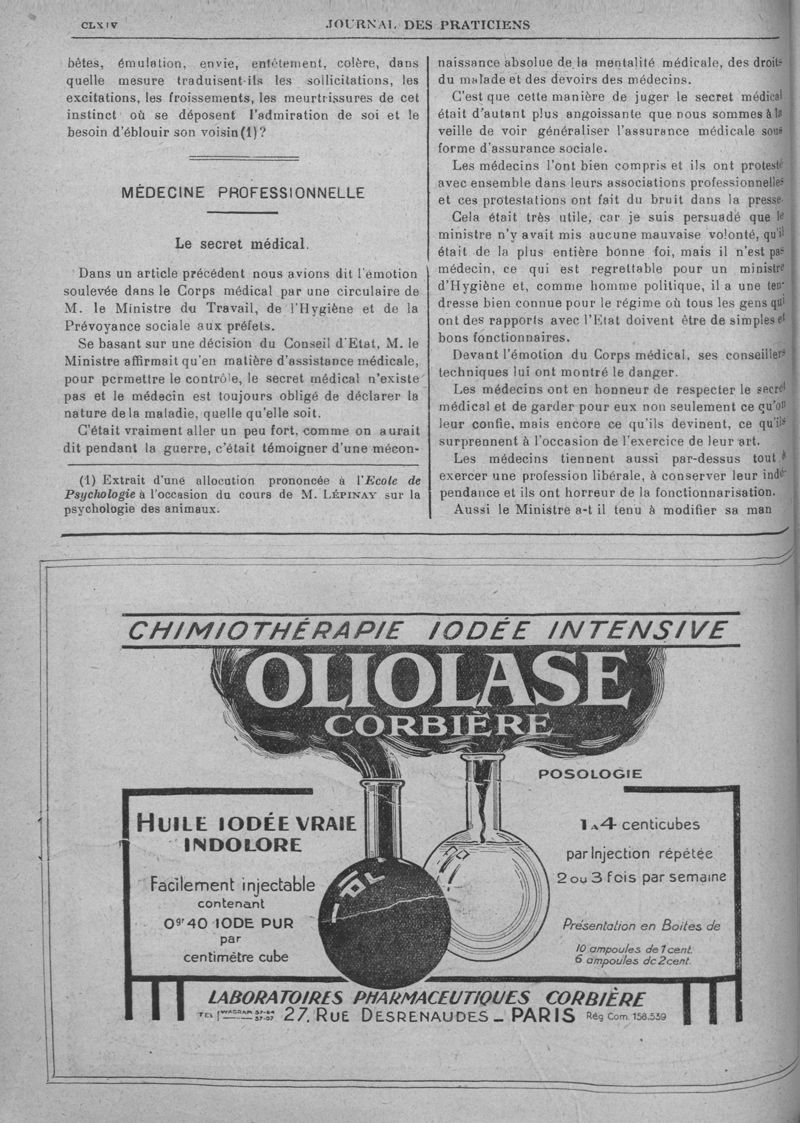 CLXIV
JOURNAL DES PRATICIENS
bêtes, émulation, envie, entêtement, colère, dans
quelle mesure traduisent-ils les sollicitations, les
excitations, les froissements, les meurtrissures de cet
instinct où se déposent l'admiration de soi et le
besoin d'éblouir son voisin (1) ?
MÉDECINE PROFESSIONNELLE
Le secret médical.
Dans un article précédent nous avions dit l'émotion
soulevée dans le Corps médical par une circulaire de
M. le Ministre du Travail, de l'Hygiène et de la
Prévoyance sociale aux préfets.
Se basant sur une décision du Conseil d'Etat, M. le
Ministre affirmait qu'en matière d'assistance médicale,
pour permettre le contrôle, le secret médical n'existe
pas et le médecin est toujours obligé de déclarer la
nature de la maladie, quelle qu'elle soit.
C'était vraiment aller un peu fort, comme on aurait
dit pendant la guerre, c'était témoigner d'une mécon-
(1) Extrait d'une allocution prononcée à l'Ecole de
Psychologie à l'occasion du cours de M. LÉPINAY sur la
psychologie des animaux.
naissance absolue de la mentalité médicale, des droits
du malade et des devoirs des médecins.
C'est que cette manière de juger le secret médical
était d'autant plus angoissante que nous sommes à la
veille de voir généraliser l'assurance médicale sous
forme d'assurance sociale.
Les médecins l'ont bien compris et ils ont protesté
avec ensemble dans leurs associations professionnelles
et ces protestations ont fait du bruit dans la presse.
Cela était très utile, car je suis persuadé que le
ministre n'y avait mis aucune mauvaise volonté, qu'il
était de la plus entière bonne foi, mais il n'est pas
médecin, ce qui est regrettable pour un ministre
d'Hygiène et, comme homme politique, il a une ten-
dresse bien connue pour le régime où tous les gens qui
ont des rapports avec l'Etat doivent être de simples et
bons fonctionnaires.
Devant l'émotion du Corps médical, ses conseillers
techniques lui ont montré le danger.
Les médecins ont en honneur de respecter le secret
médical et de garder pour eux non seulement ce qu'on
leur confie, mais encore ce qu'ils devinent, ce qu'ils
surprennent à l'occasion de l'exercice de leur art.
Les médecins tiennent aussi par-dessus tout à
exercer une profession libérale, à conserver leur indé-
pendance et ils ont horreur de la fonctionnarisation.
Aussi le Ministre a-t il tenu à modifier sa man
CHIMIOTHÉRAPIE IODÉE INTENSIVE
OLIOLASE
CORBIÈRE
HUILE IODÉE VRAIE
INDOLORE
Facilement injectable
contenant
0gr40 IODE PUR
par
centimétre cube
POSOLOGIE
1 A 4 centicubes
par Injection répétée
2 ou 3 fois par semaine
Présentation en Boites de
10 ampoules de 1 cent.
6 ampoules de 2 cent.
LABORATOIRES PHARMACEUTIQUES CORBIÈRE
TEL WAGRAM 37-64 37-07 27, RUE DESRENAUDES _ PARIS Rég Com. 158.539